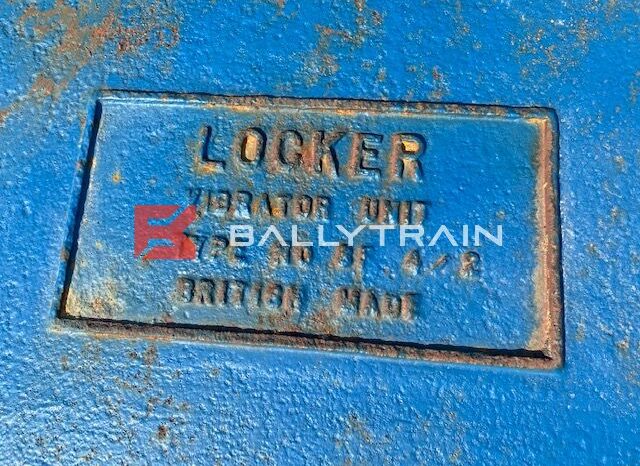 LOCKER
VIBRATOR UNIT
BALLYTRAIN
TYPE NO
BRITISH MADE